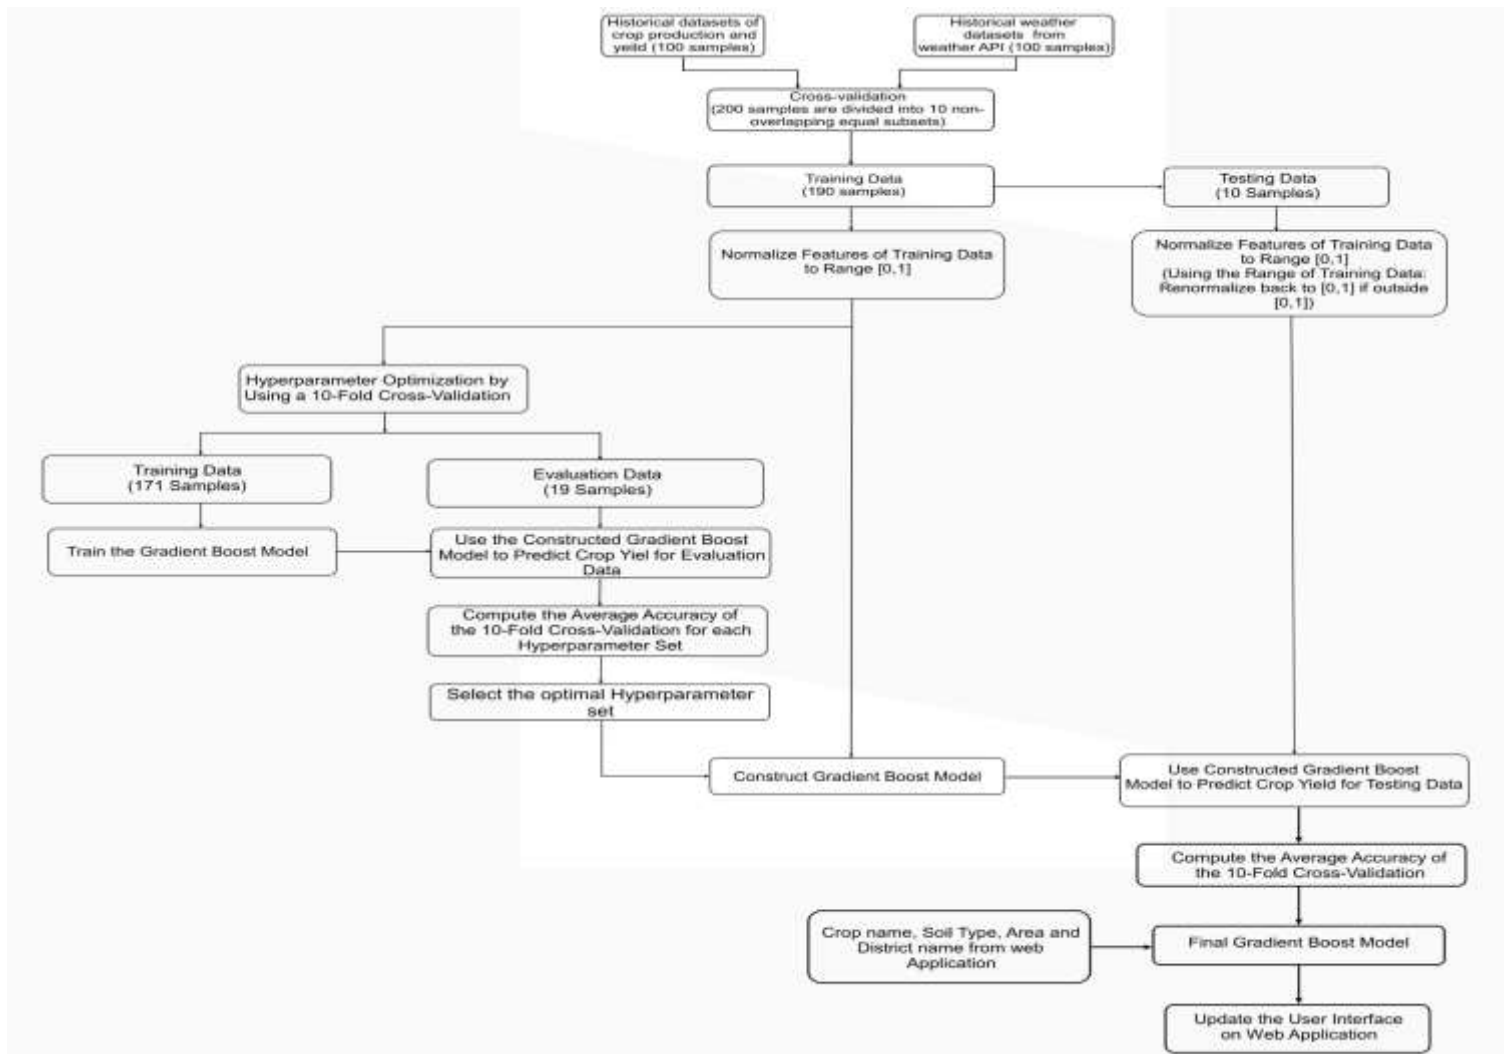 Historical datasets of
crop production and
yeild (100 samples)
Historical weather
datasets from
weather API (100 samples)
Cross-validation
(200 samples are divided into 10 non-
overlapping equal subsets)
Training Data
(190 samples)
Testing Data
(10 Samples)
Normalize Features of Training Data
to Range [0,1]
Normalize Features of Training Data
to Range [0,1]
(Using the Range of Training Data:
Renormalize back to [0,1] if outside
[0,1])
Hyperparameter Optimization by
Using a 10-Fold Cross-Validation
Training Data
(171 Samples)
Evaluation Data
(19 Samples)
Train the Gradient Boost Model
Use the Constructed Gradient Boost
Model to Predict Crop Yiel for Evaluation
Data
Compute the Average Accuracy of
the 10-Fold Cross-Validation for each
Hyperparameter Set
Select the optimal Hyperparameter
set
Construct Gradient Boost Model
Use Constructed Gradient Boost
Model to Predict Crop Yield for Testing Data
Compute the Average Accuracy of
the 10-Fold Cross-Validation
Crop name, Soil Type, Area and
District name from web
Application
Final Gradient Boost Model
Update the User Interface
on Web Application